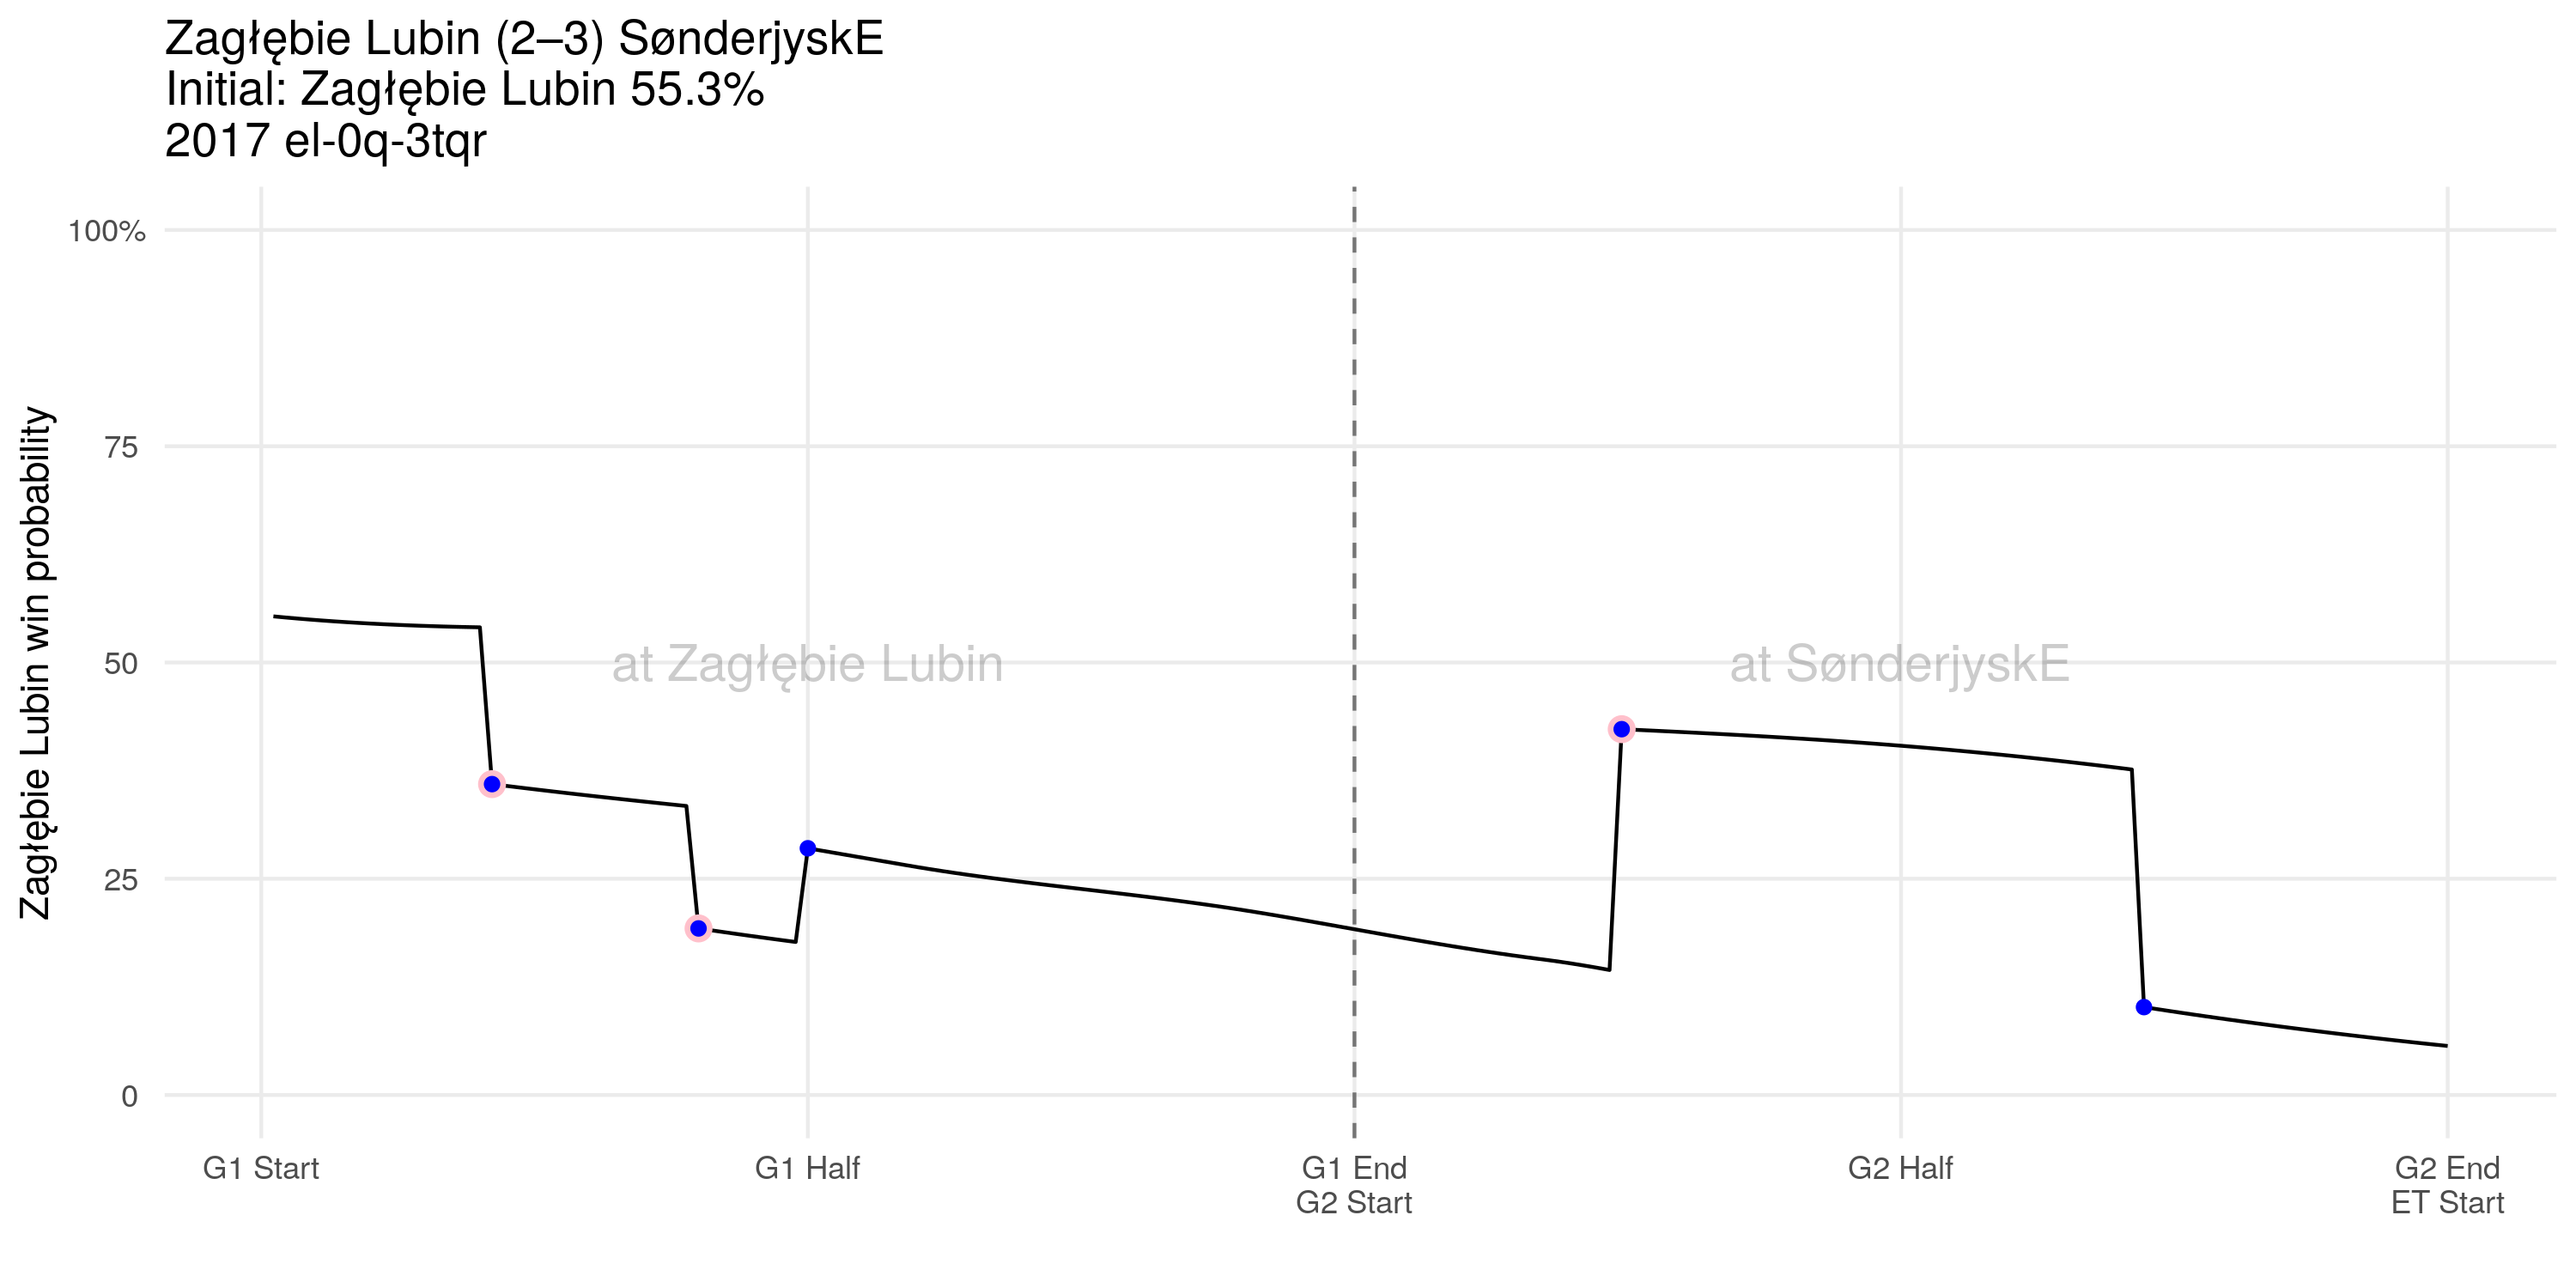 Zagłębie Lubin (2–3) SønderjyskE
Initial: Zagłębie Lubin 55.3%
2017 el-0q-3tqr
Zagłębie Lubin win probability
100%
75
50
25
0
at Zagłębie Lubin
at SønderjyskE
G1 Start
G1 Half
G1 End
G2 Start
G2 Half
G2 End
ET Start